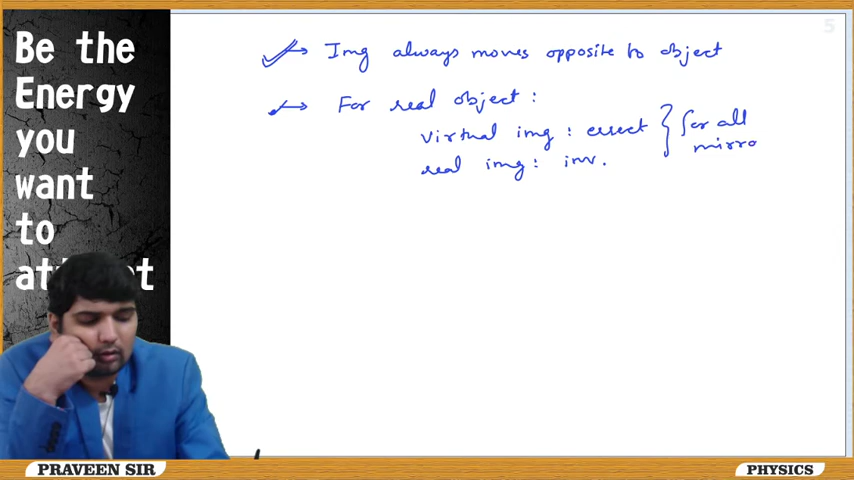 Be the
Energy
you
want
to
5
Img always moves opposite to object
For real object :
virtual img : erect
real img : inv.
for all
mirro
PRAVEEN SIR
PHYSICS